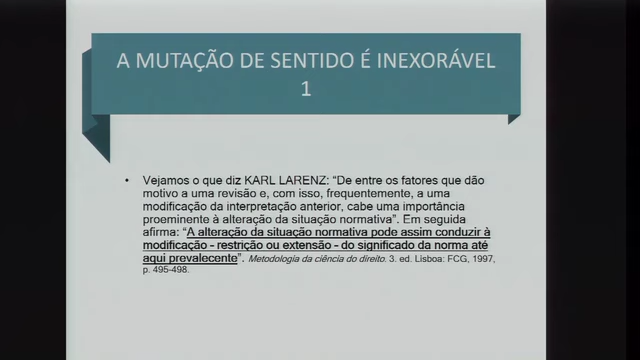 A MUTAÇÃO DE SENTIDO É INEXORÁVEL
1
• Vejamos o que diz KARL LARENZ: “De entre os fatores que dão
motivo a uma revisão e, com isso, frequentemente, a uma
modificação da interpretação anterior, cabe uma importância
proeminente à alteração da situação normativa”. Em seguida
afirma: “A alteração da situação normativa pode assim conduzir à
modificação - restrição ou extensão - do significado da norma até
aqui prevalecente”. Metodologia da ciência do direito. 3. ed. Lisboa: FCG, 1997,
p. 495-498.